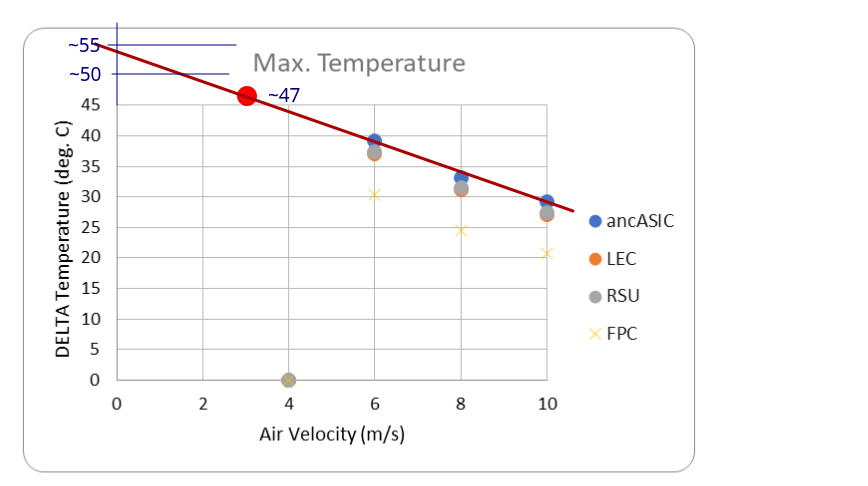 ~55
Max. Temperature
~50
~47
45
40
35
30
25
20
15
10
5
0
DELTA Temperature (deg. C)
0 2 4 6 8 10
Air Velocity (m/s)
ancASIC
LEC
RSU
FPC